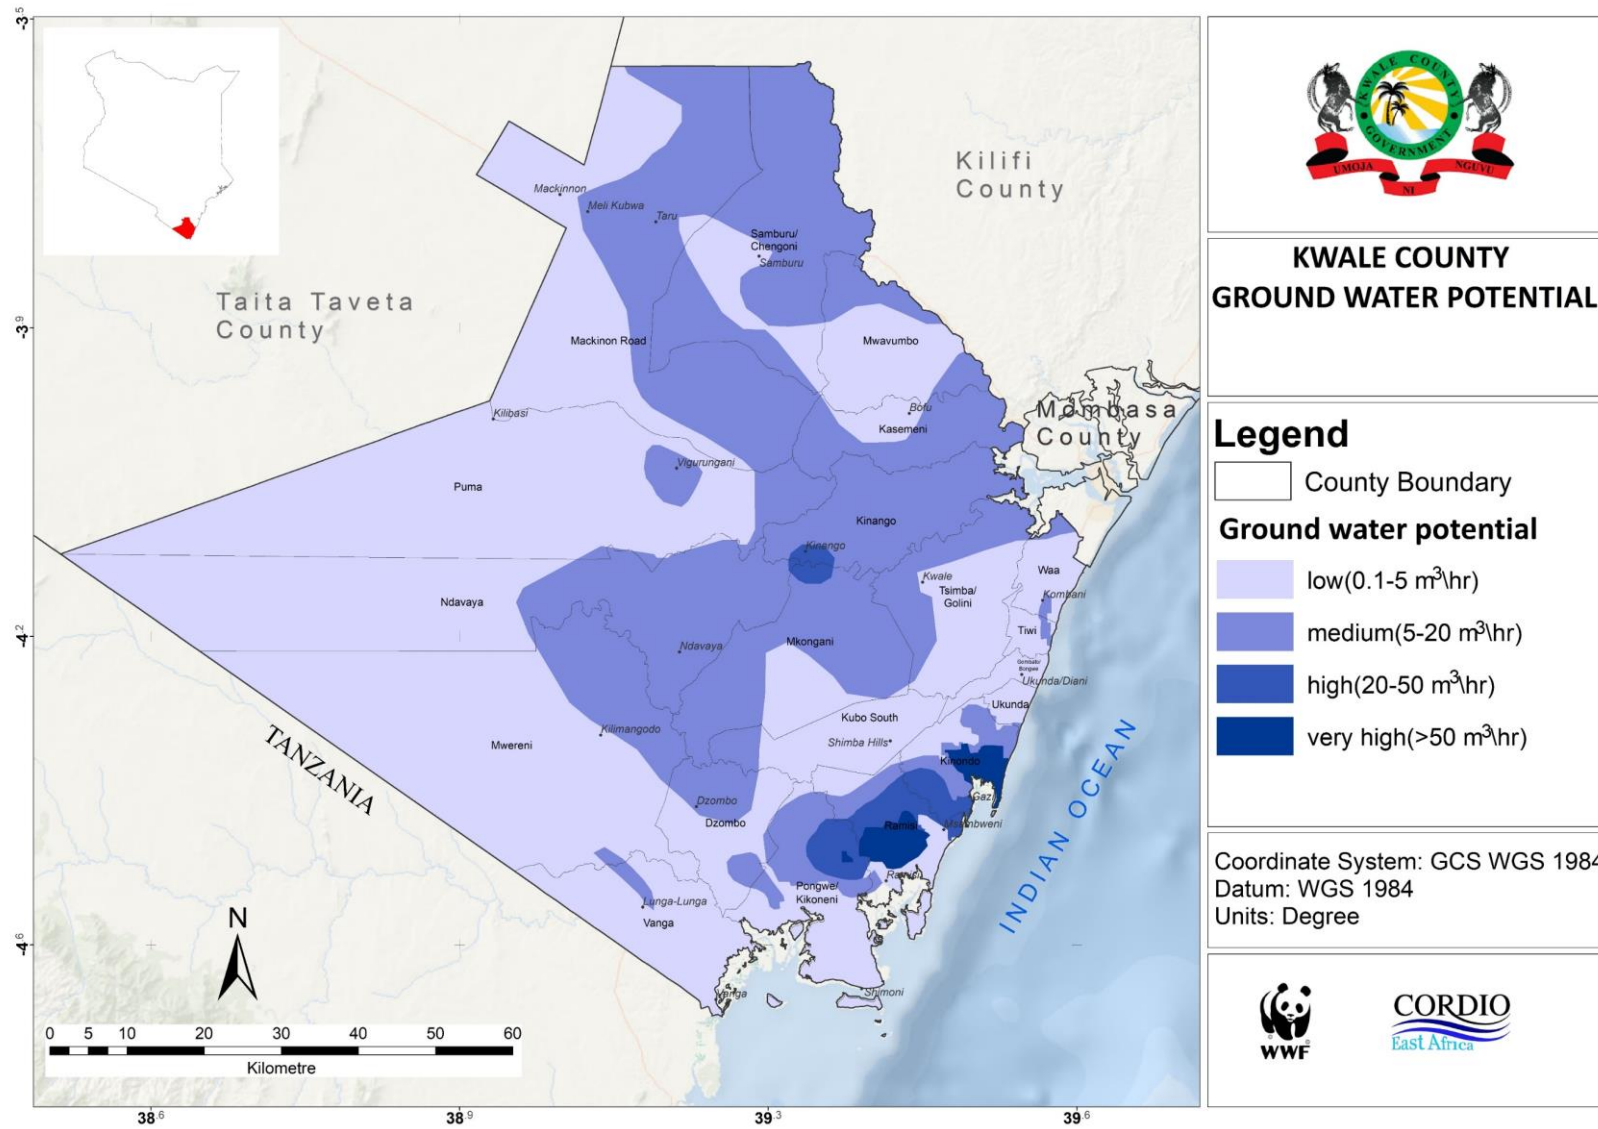 -3.5
-3.9
-4.2
-4.6
38.6
38.9
39.3
39.6
Kilifi
County
Taita Taveta
County
Mombasa
County
TANZANIA
INDIAN OCEAN
Mackinnon
Meli Kubwa
Taru
Samburu/
Chengoni
Samburu
Mackinon Road
Mwavumbo
Kilibasi
Bofu
Kasemeni
Vigurungani
Puma
Kinango
Kinango
Waa
Kwale
Tsimba/
Golini
Kombani
Ndavaya
Tiwi
Mkongani
Ndavaya
Gombato/
Bongwe
Ukunda/Diani
Ukunda
Kubo South
Kilimangodo
Shimba Hills
Mwereni
Kinondo
Gazi
Dzombo
Dzombo
Ramisi
Msambweni
Ramisi
Pongwe/
Kikoneni
Lunga-Lunga
Vanga
Vanga
Shimoni
N
0 5 10 20 30 40 50 60
Kilometre
KWALE COUNTY
GOVERNMENT
UMOJA
NI
NGUVU
KWALE COUNTY
GROUND WATER POTENTIAL
Legend
County Boundary
Ground water potential
low(0.1-5 m³\hr)
medium(5-20 m³\hr)
high(20-50 m³\hr)
very high(>50 m³\hr)
Coordinate System: GCS WGS 1984
Datum: WGS 1984
Units: Degree
WWF
CORDIO
East Africa